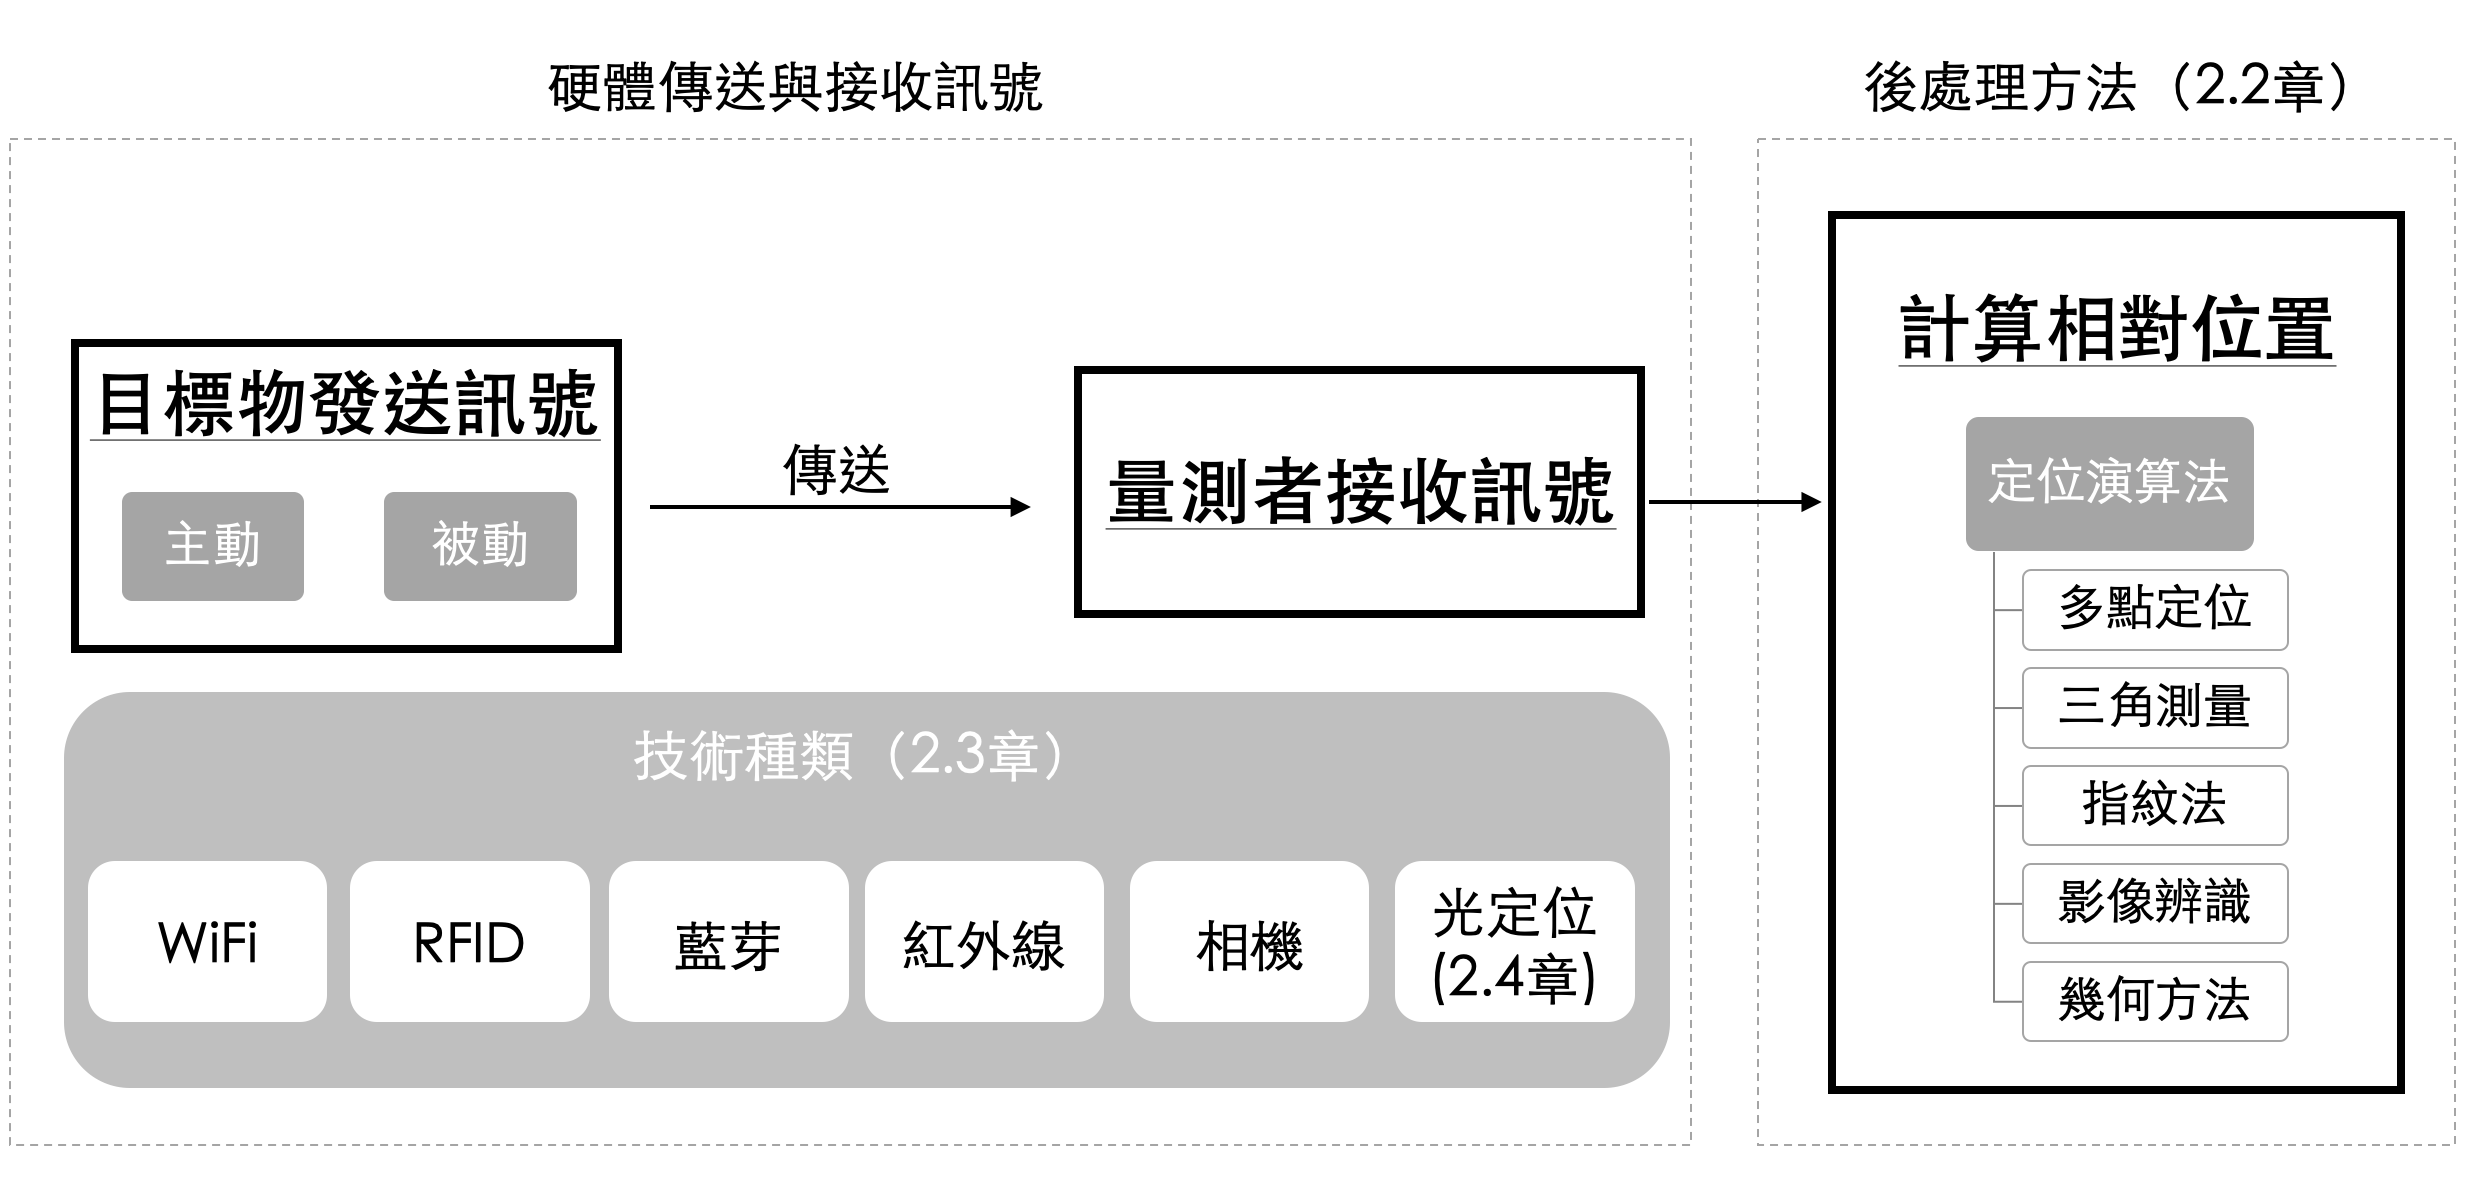 硬體傳送與接收訊號
後處理方法（2.2章）
目標物發送訊號
主動
被動
傳送
量測者接收訊號
技術種類（2.3章）
WiFi
RFID
藍芽
紅外線
相機
光定位
(2.4章)
計算相對位置
定位演算法
多點定位
三角測量
指紋法
影像辨識
幾何方法